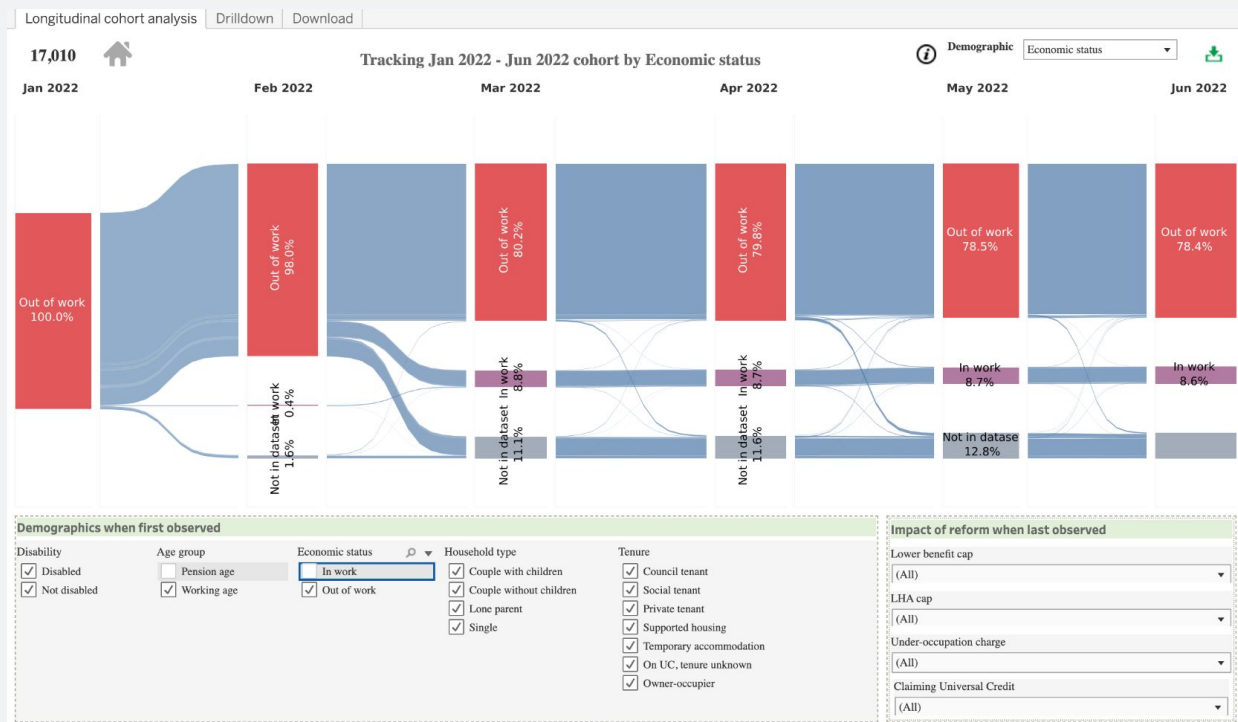 Longitudinal cohort analysis Drilldown Download
17,010 Tracking Jan 2022 - Jun 2022 cohort by Economic status Demographic Economic status
Jan 2022 Feb 2022 Mar 2022 Apr 2022 May 2022 Jun 2022
Out of work
100.0%
Out of work
98.0%
In work
0.4%
Not in dataset
1.6%
Out of work
80.2%
In work
8.8%
Not in dataset
11.1%
Out of work
79.8%
In work
8.7%
Not in dataset
11.6%
Out of work
78.5%
In work
8.7%
Not in datase
12.8%
Out of work
78.4%
In work
8.6%
Demographics when first observed
Disability
Disabled
Not disabled
Age group
Pension age
Working age
Economic status
In work
Out of work
Household type
Couple with children
Couple without children
Lone parent
Single
Tenure
Council tenant
Social tenant
Private tenant
Supported housing
Temporary accommodation
On UC, tenure unknown
Owner-occupier
Impact of reform when last observed
Lower benefit cap
(All)
LHA cap
(All)
Under-occupation charge
(All)
Claiming Universal Credit
(All)